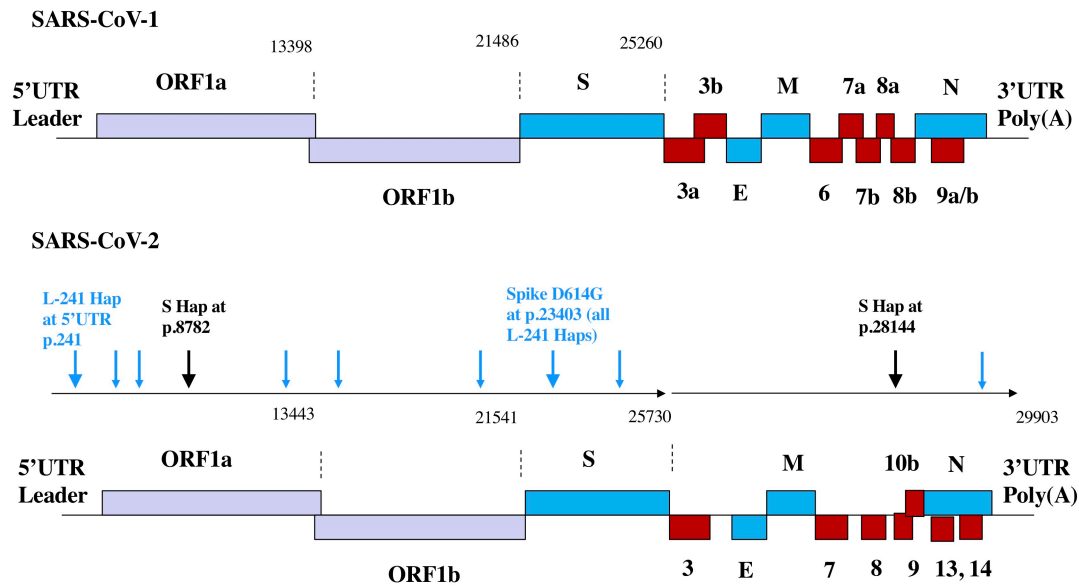 SARS-CoV-1
13398
21486
25260
5’UTR
Leader
ORF1a
S
3b
M
7a
8a
N
3’UTR
Poly(A)
ORF1b
3a
E
6
7b
8b
9a/b
SARS-CoV-2
L-241 Hap
at 5’UTR
p.241
S Hap at
p.8782
Spike D614G
at p.23403 (all
L-241 Haps)
S Hap at
p.28144
13443
21541
25730
29903
5’UTR
Leader
ORF1a
S
M
10b
N
3’UTR
Poly(A)
ORF1b
3
E
7
8
9
13, 14